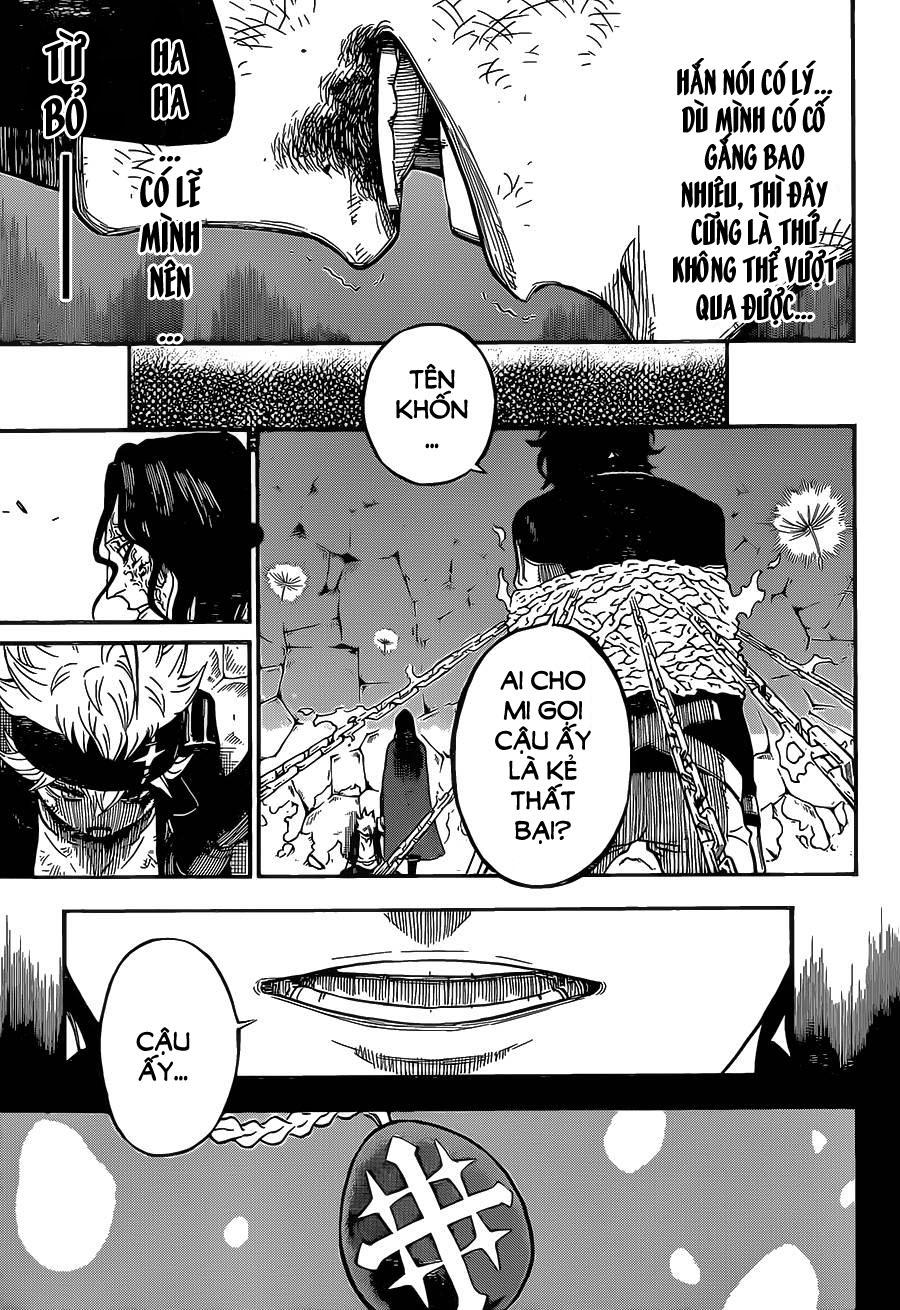 HẮN NÓI CÓ LÝ...
DÙ MÌNH CÓ CỐ
GẮNG BAO
NHIÊU, THÌ ĐÂY
CŨNG LÀ THỨ
KHÔNG THỂ VƯỢT
QUA ĐƯỢC...
HA
HA
...
CÓ LẼ
MÌNH
NÊN
...
TỪ
BỎ
TÊN
KHỐN
...
AI CHO
MI GỌI
CẬU ẤY
LÀ KẺ
THẤT
BẠI?
CẬU
ẤY...